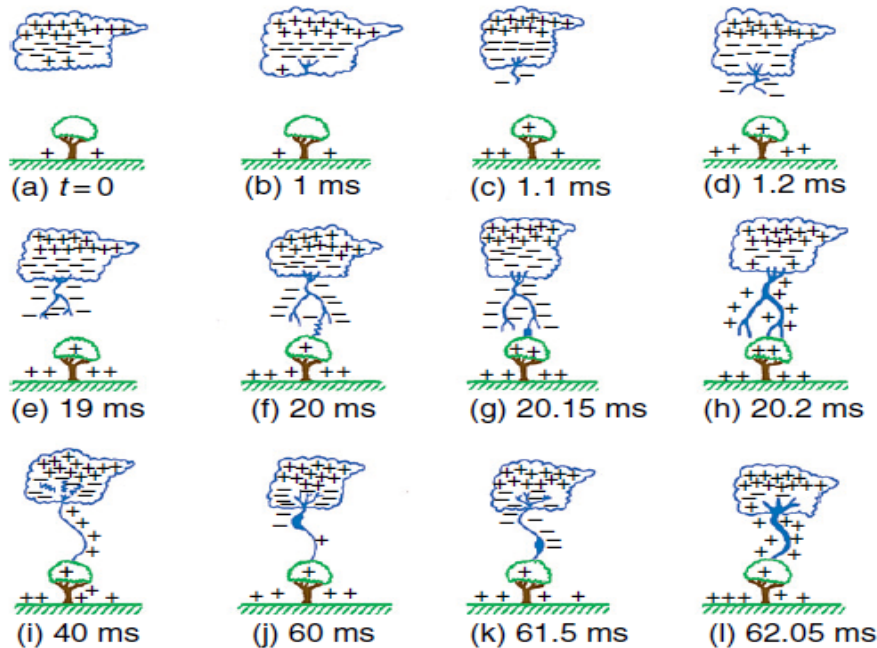 (a) t=0 (b) 1 ms (c) 1.1 ms (d) 1.2 ms
(e) 19 ms (f) 20 ms (g) 20.15 ms (h) 20.2 ms
(i) 40 ms (j) 60 ms (k) 61.5 ms (l) 62.05 ms